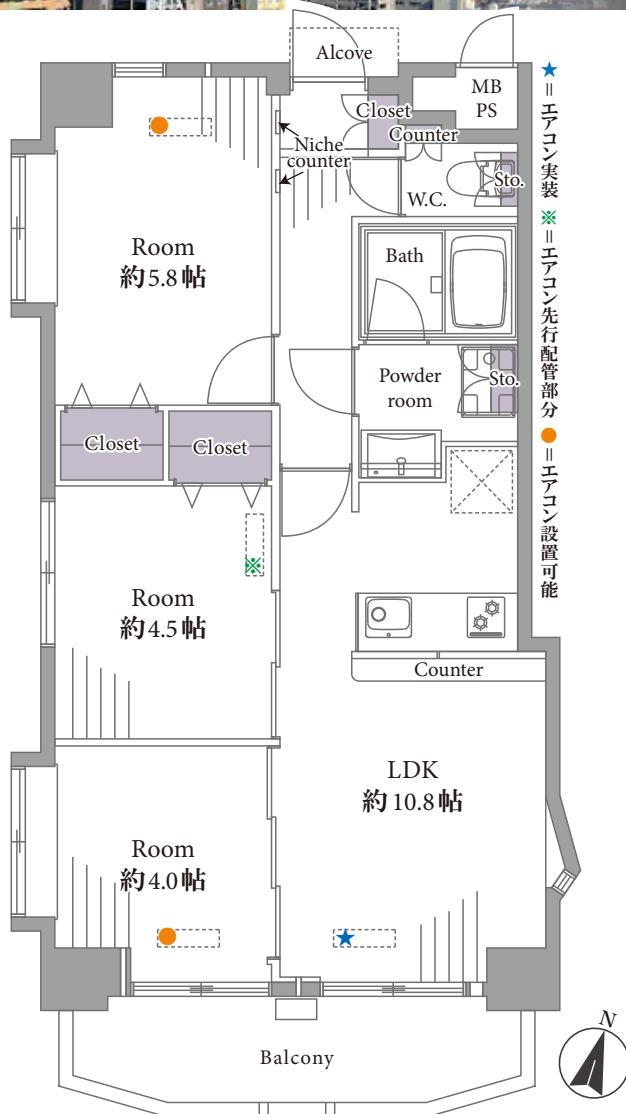 Alcove
MB
PS
Closet
Counter
Niche
counter
Sto.
W.C.
Room
約5.8帖
Bath
Powder
room
Sto.
Closet
Closet
Room
約4.5帖
Counter
LDK
約10.8帖
Room
約4.0帖
Balcony
N
★=エアコン実装 ※=エアコン先行配管部分 ●=エアコン設置可能